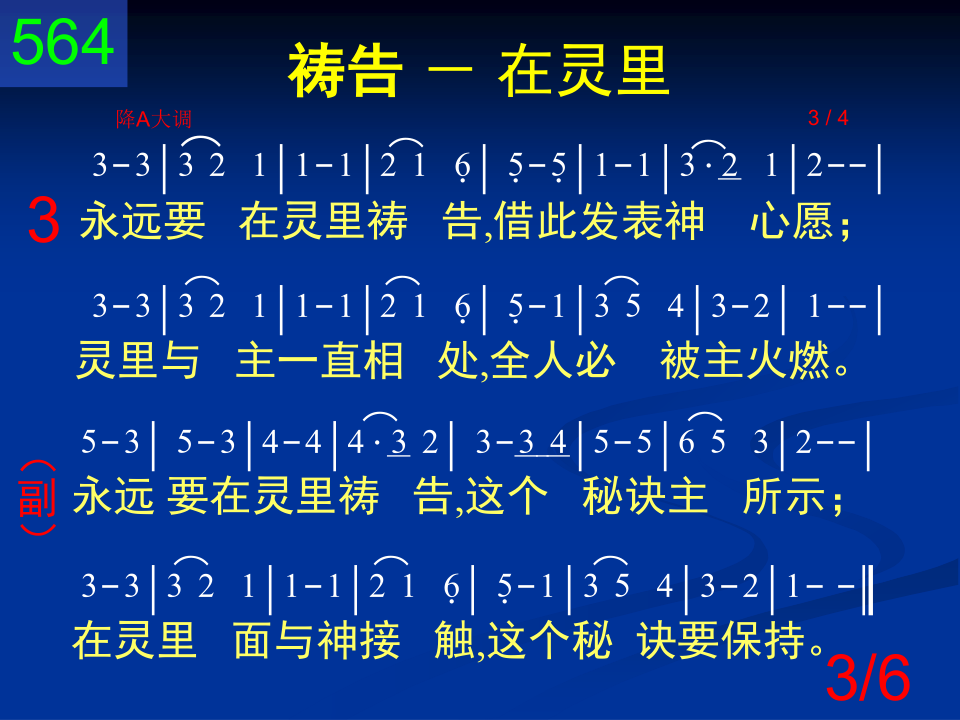 564
祷告 － 在灵里
降A大调 3 / 4
3-3|3 2 1|1-1|2 1 6̣| 5̣-5̣|1-1|3·2̲ 1|2--|
3 永远要 在灵里祷 告,借此发表神 心愿；
3-3|3 2 1|1-1|2 1 6̣| 5̣-1|3 5 4|3-2| 1--|
灵里与 主一直相 处,全人必 被主火燃。
5-3| 5-3|4-4|4·3̲ 2| 3-3̲ 4̲|5-5|6 5 3|2--|
（副） 永远 要在灵里祷 告,这个 秘诀主 所示；
3-3|3 2 1|1-1|2 1 6̣| 5̣-1|3 5 4|3-2|1- -‖
在灵里 面与神接 触,这个秘 诀要保持。
3/6